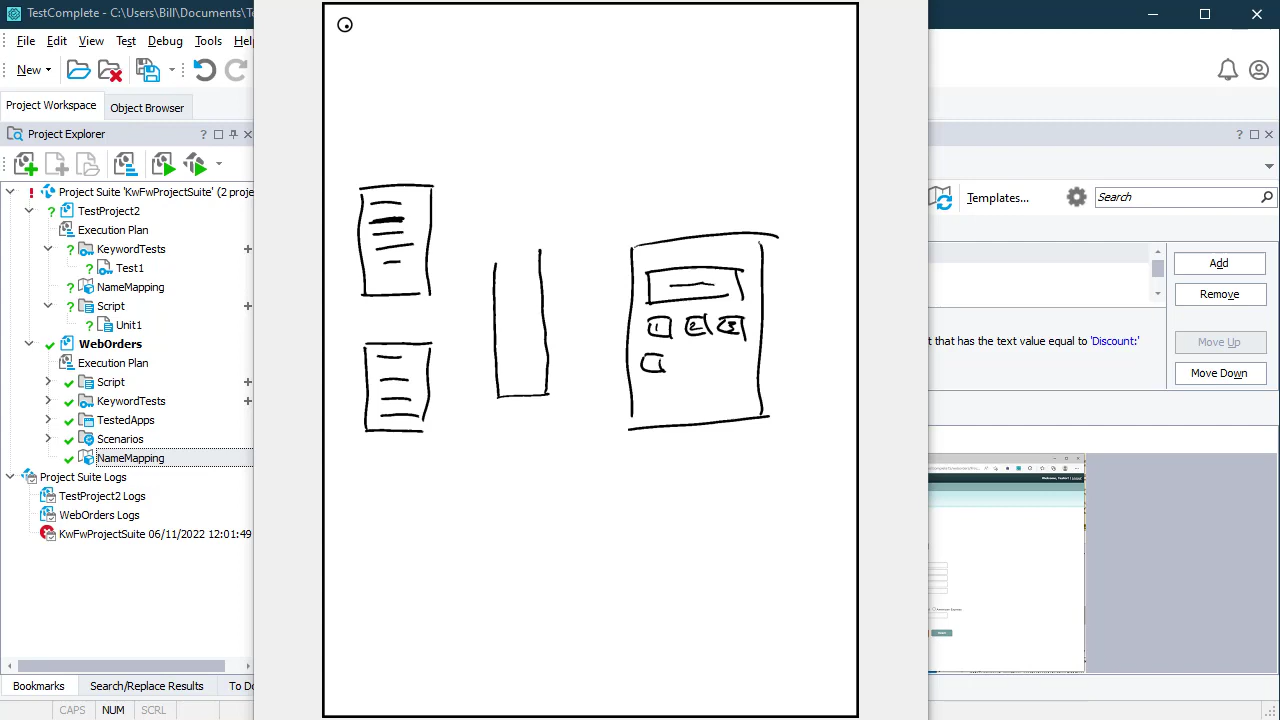 TestComplete - C:\Users\Bill\Documents\Te
File Edit View Test Debug Tools Hel
New
Project Workspace Object Browser
Project Explorer
Project Suite 'KwFwProjectSuite' (2 proje
TestProject2
Execution Plan
KeywordTests
Test1
NameMapping
Script
Unit1
WebOrders
Execution Plan
Script
KeywordTests
TestedApps
Scenarios
NameMapping
Project Suite Logs
TestProject2 Logs
WebOrders Logs
KwFwProjectSuite 06/11/2022 12:01:49
Bookmarks Search/Replace Results To Do
CAPS NUM SCRL
1 2 3
Templates... Search
Add
Remove
Move Up
Move Down
t that has the text value equal to 'Discount:'